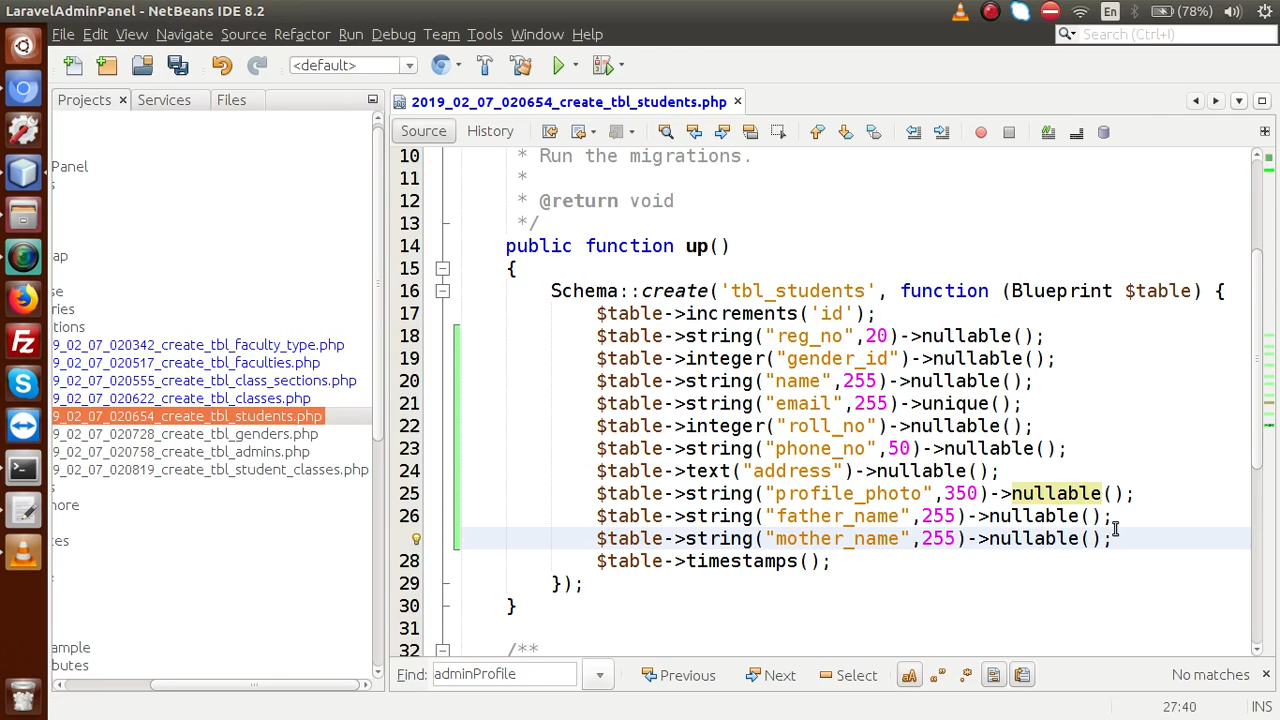 LaravelAdminPanel - NetBeans IDE 8.2
En
(78%)
File Edit View Navigate Source Refactor Run Debug Team Tools Window Help
Search (Ctrl+I)
<default>
Projects Services Files
Panel
ap
se
ries
tions
9_02_07_020342_create_tbl_faculty_type.php
9_02_07_020517_create_tbl_faculties.php
9_02_07_020555_create_tbl_class_sections.php
9_02_07_020622_create_tbl_classes.php
9_02_07_020654_create_tbl_students.php
9_02_07_020728_create_tbl_genders.php
9_02_07_020758_create_tbl_admins.php
9_02_07_020819_create_tbl_student_classes.php
ks
more
es
ample
butes
2019_02_07_020654_create_tbl_students.php
Source History
10 * Run the migrations.
11 *
12 * @return void
13 */
14 public function up()
15 {
16 Schema::create('tbl_students', function (Blueprint $table) {
17 $table->increments('id');
18 $table->string("reg_no",20)->nullable();
19 $table->integer("gender_id")->nullable();
20 $table->string("name",255)->nullable();
21 $table->string("email",255)->unique();
22 $table->integer("roll_no")->nullable();
23 $table->string("phone_no",50)->nullable();
24 $table->text("address")->nullable();
25 $table->string("profile_photo",350)->nullable();
26 $table->string("father_name",255)->nullable();
$table->string("mother_name",255)->nullable();
28 $table->timestamps();
29 });
30 }
31
32 /**
Find: adminProfile Previous Next Select No matches
27:40 INS